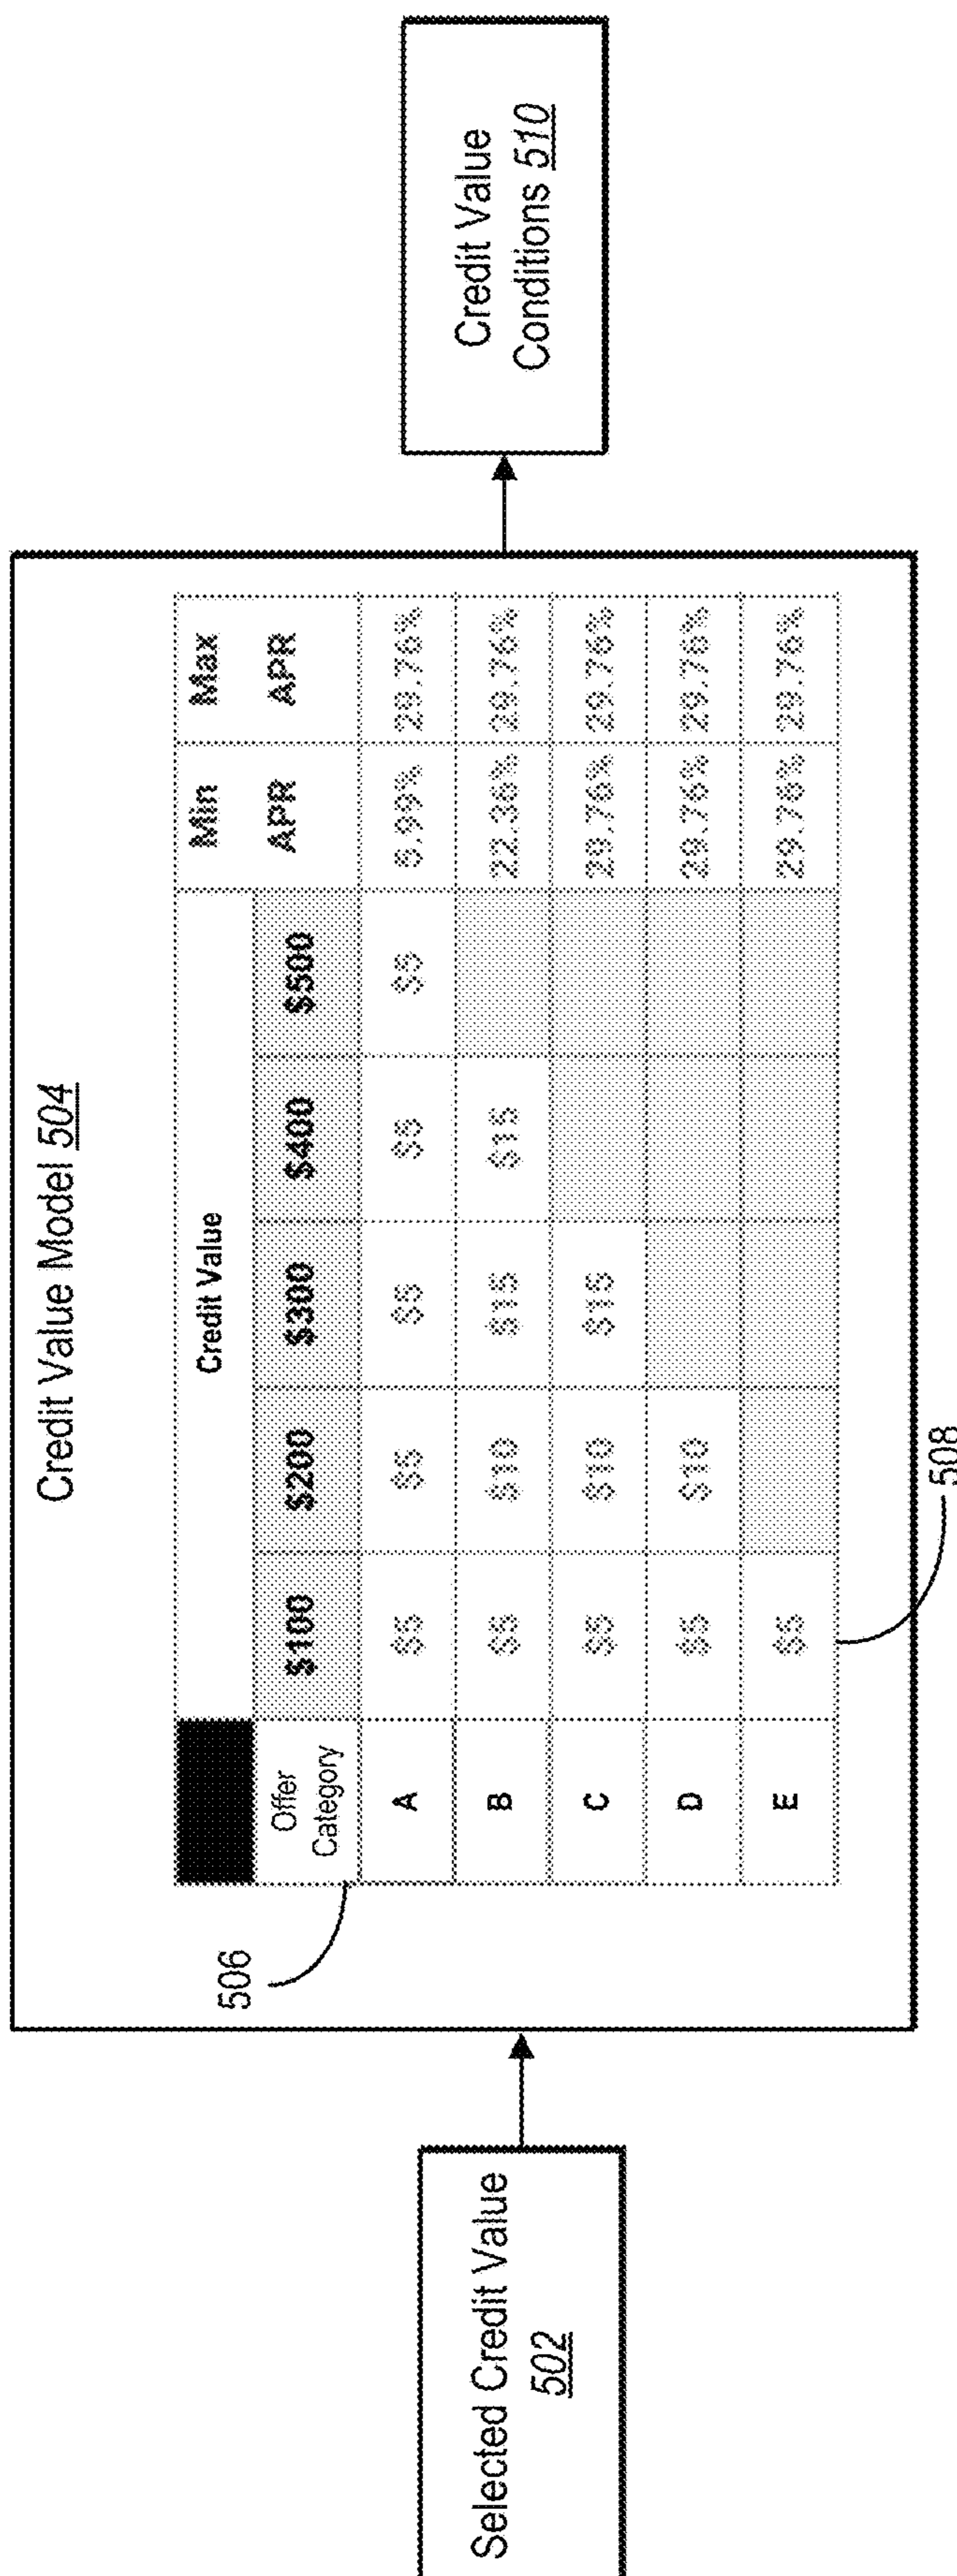 Credit Value Model 504
Credit Value
Min
Max
Offer
Category
$100
$200
$300
$400
$500
APR
APR
A
$5
$5
$5
$5
$5
5.99%
29.76%
B
$5
$10
$15
$15
22.36%
29.76%
C
$5
$10
$15
29.76%
29.76%
D
$5
$10
29.76%
29.76%
E
$5
29.76%
29.76%
506
508
Selected Credit Value
502
Credit Value
Conditions 510